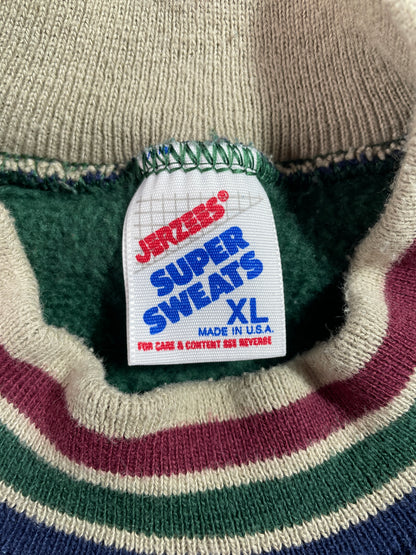 JERZEES®
SUPER
SWEATS
XL
MADE IN U.S.A.
FOR CARE & CONTENT SEE REVERSE